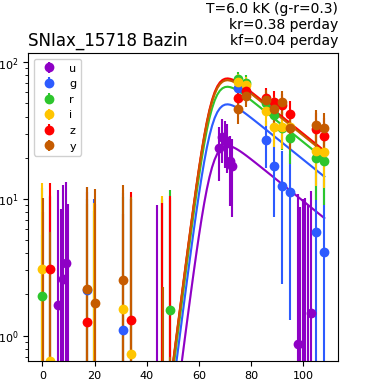 T=6.0 kK (g-r=0.3)
kr=0.38 perday
SNIax_15718 Bazin kf=0.04 perday
10²
10¹
10⁰
u
g
r
i
z
y
0 20 40 60 80 100